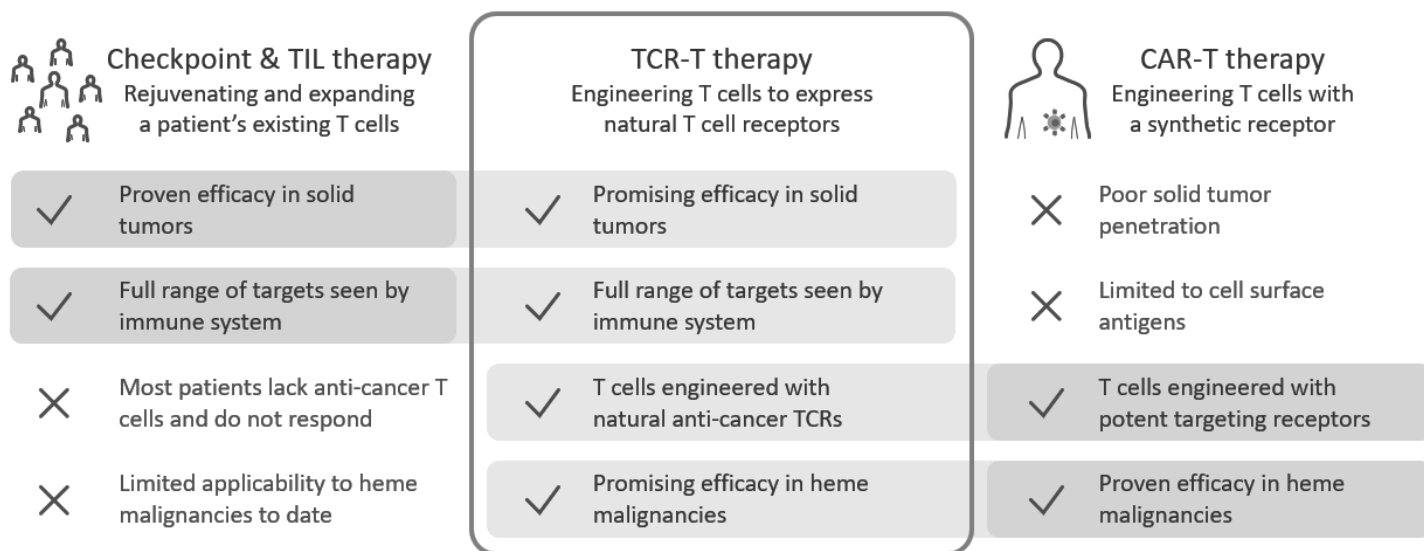 Checkpoint & TIL therapy
Rejuvenating and expanding
a patient's existing T cells
TCR-T therapy
Engineering T cells to express
natural T cell receptors
CAR-T therapy
Engineering T cells with
a synthetic receptor
Proven efficacy in solid
tumors
Promising efficacy in solid
tumors
Poor solid tumor
penetration
Full range of targets seen by
immune system
Full range of targets seen by
immune system
Limited to cell surface
antigens
Most patients lack anti-cancer T
cells and do not respond
T cells engineered with
natural anti-cancer TCRs
T cells engineered with
potent targeting receptors
Limited applicability to heme
malignancies to date
Promising efficacy in heme
malignancies
Proven efficacy in heme
malignancies